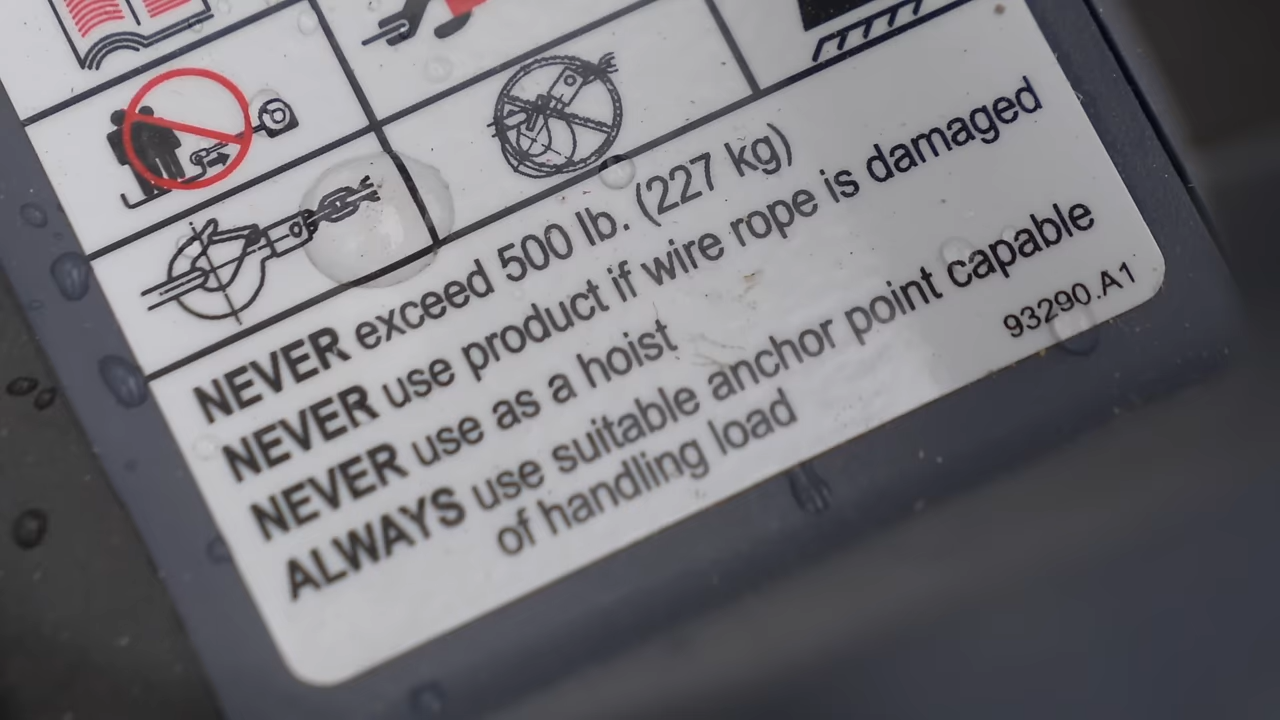 NEVER exceed 500 lb. (227 kg)
NEVER use product if wire rope is damaged
NEVER use as a hoist
ALWAYS use suitable anchor point capable
of handling load
93290.A1